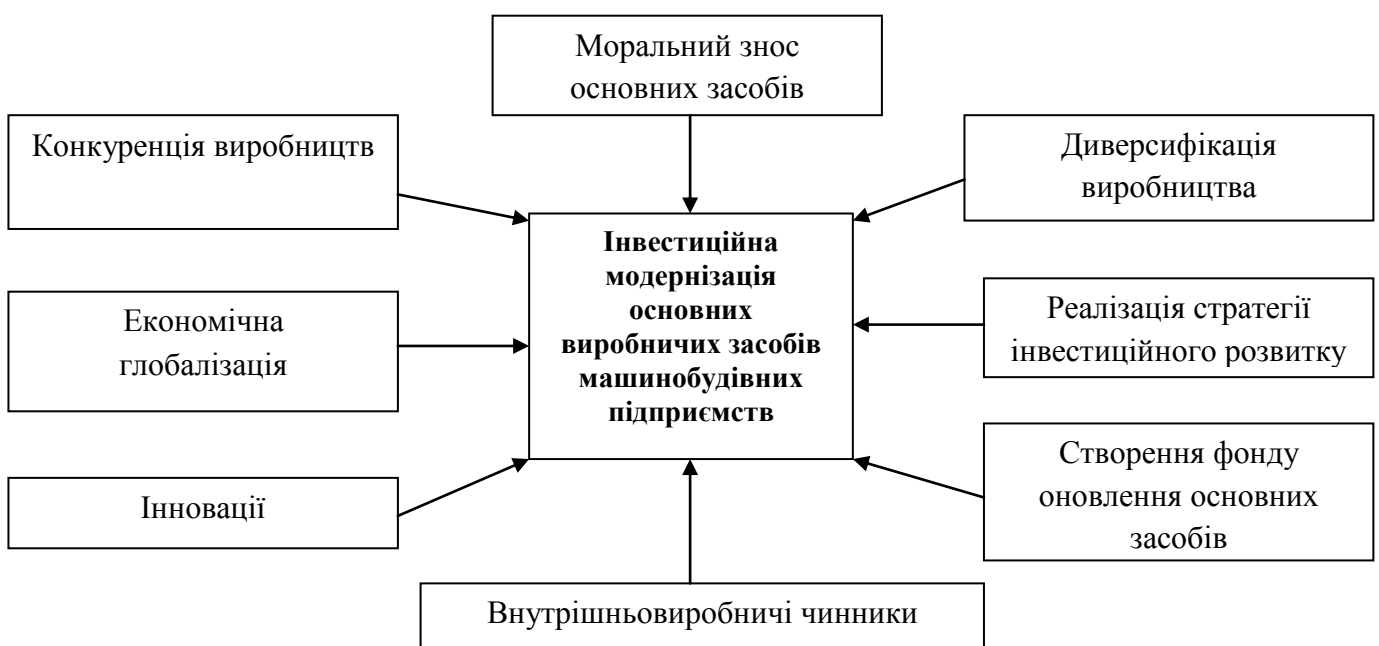 Моральний знос
основних засобів
Конкуренція виробництв
Диверсифікація
виробництва
Інвестиційна
модернізація
основних
виробничих засобів
машинобудівних
підприємств
Економічна
глобалізація
Реалізація стратегії
інвестиційного розвитку
Інновації
Створення фонду
оновлення основних
засобів
Внутрішньовиробничі чинники